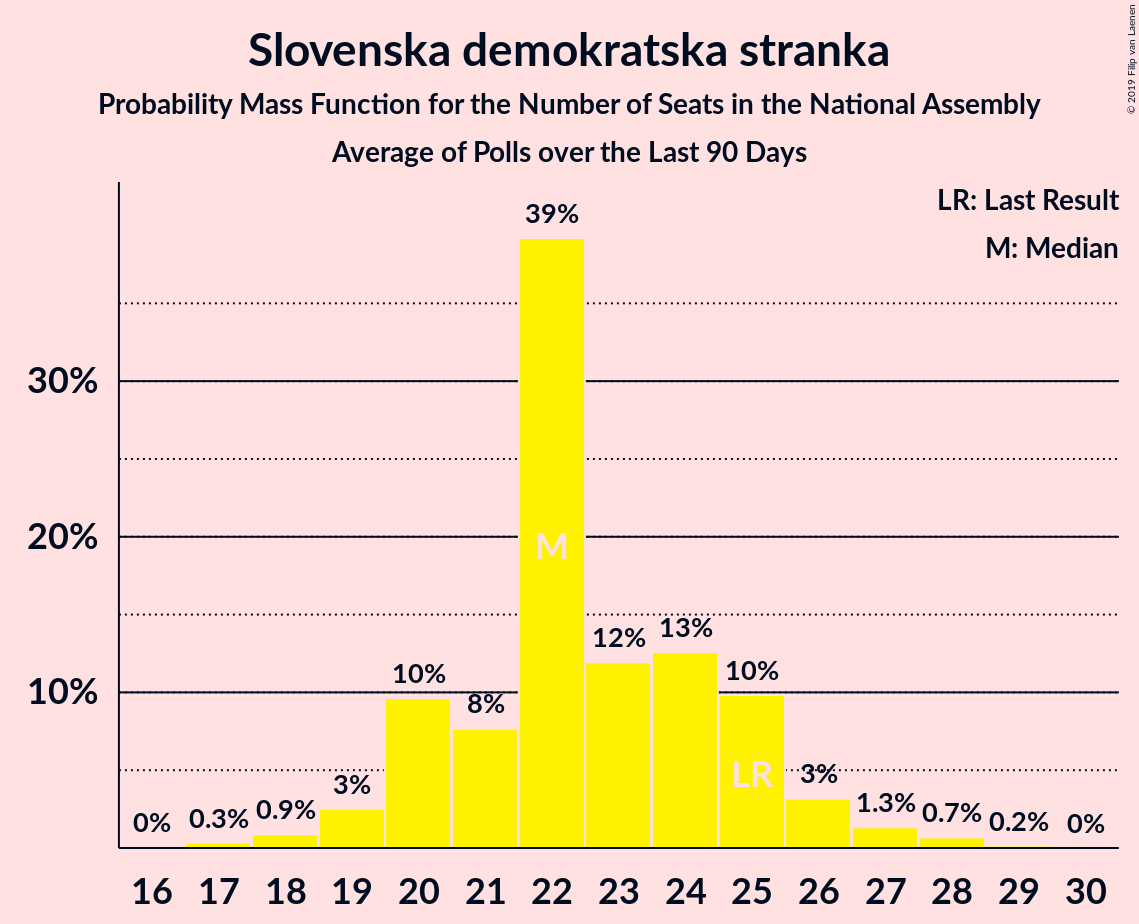 Slovenska demokratska stranka
Probability Mass Function for the Number of Seats in the National Assembly
Average of Polls over the Last 90 Days
© 2019 Filip van Laenen
LR: Last Result
M: Median
30%
20%
10%
0%
0.3%
0.9%
3%
10%
8%
39%
12%
13%
10%
3%
1.3%
0.7%
0.2%
0%
M
LR
16 17 18 19 20 21 22 23 24 25 26 27 28 29 30